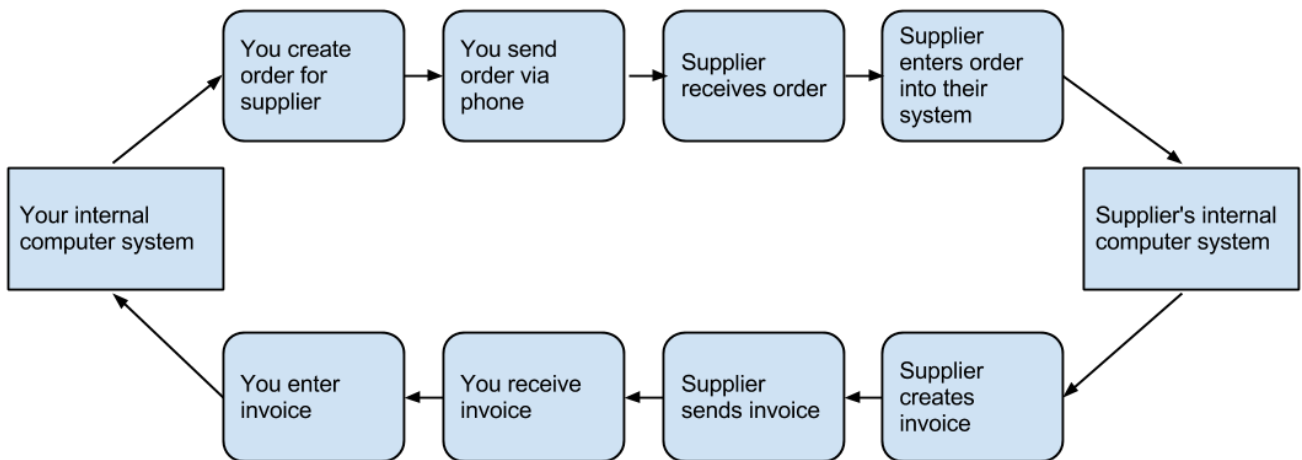 You create
order for
supplier
You send
order via
phone
Supplier
receives order
Supplier
enters order
into their
system
Your internal
computer system
Supplier's internal
computer system
You enter
invoice
You receive
invoice
Supplier
sends invoice
Supplier
creates
invoice